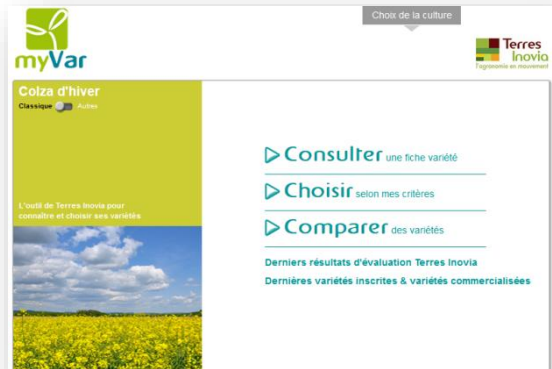 Choix de la culture
myVar
Terres
Inovia
l'agronomie en mouvement
Colza d'hiver
Classique Autres
L'outil de Terres Inovia pour
connaître et choisir ses variétés
Consulter une fiche variété
Choisir selon mes critères
Comparer des variétés
Derniers résultats d'évaluation Terres Inovia
Dernières variétés inscrites & variétés commercialisées